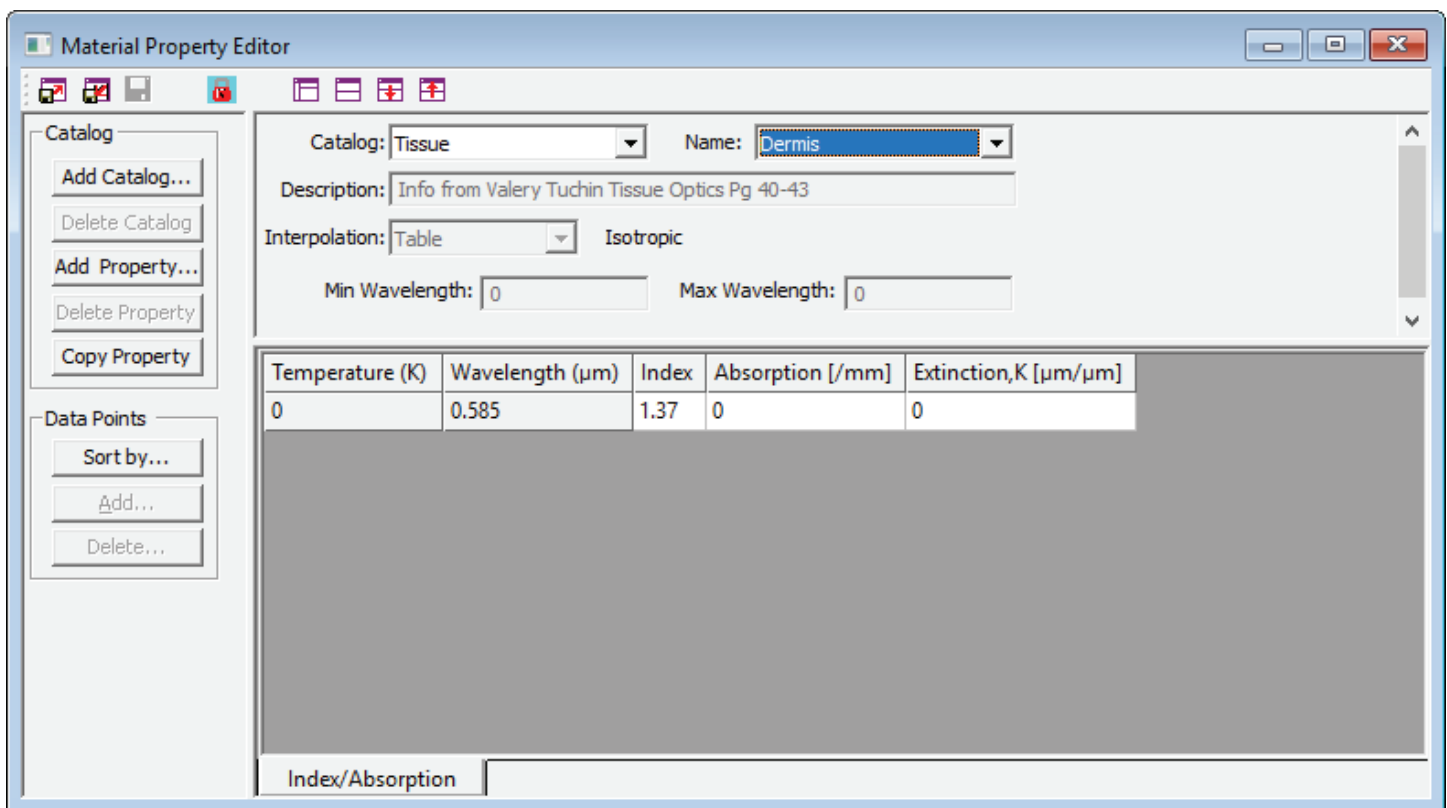 Material Property Editor
Catalog
Add Catalog...
Delete Catalog
Add Property...
Delete Property
Copy Property
Data Points
Sort by...
Add...
Delete...
Catalog: Tissue Name: Dermis
Description: Info from Valery Tuchin Tissue Optics Pg 40-43
Interpolation: Table Isotropic
Min Wavelength: 0 Max Wavelength: 0
Temperature (K) Wavelength (µm) Index Absorption [/mm] Extinction,K [µm/µm]
0 0.585 1.37 0 0
Index/Absorption